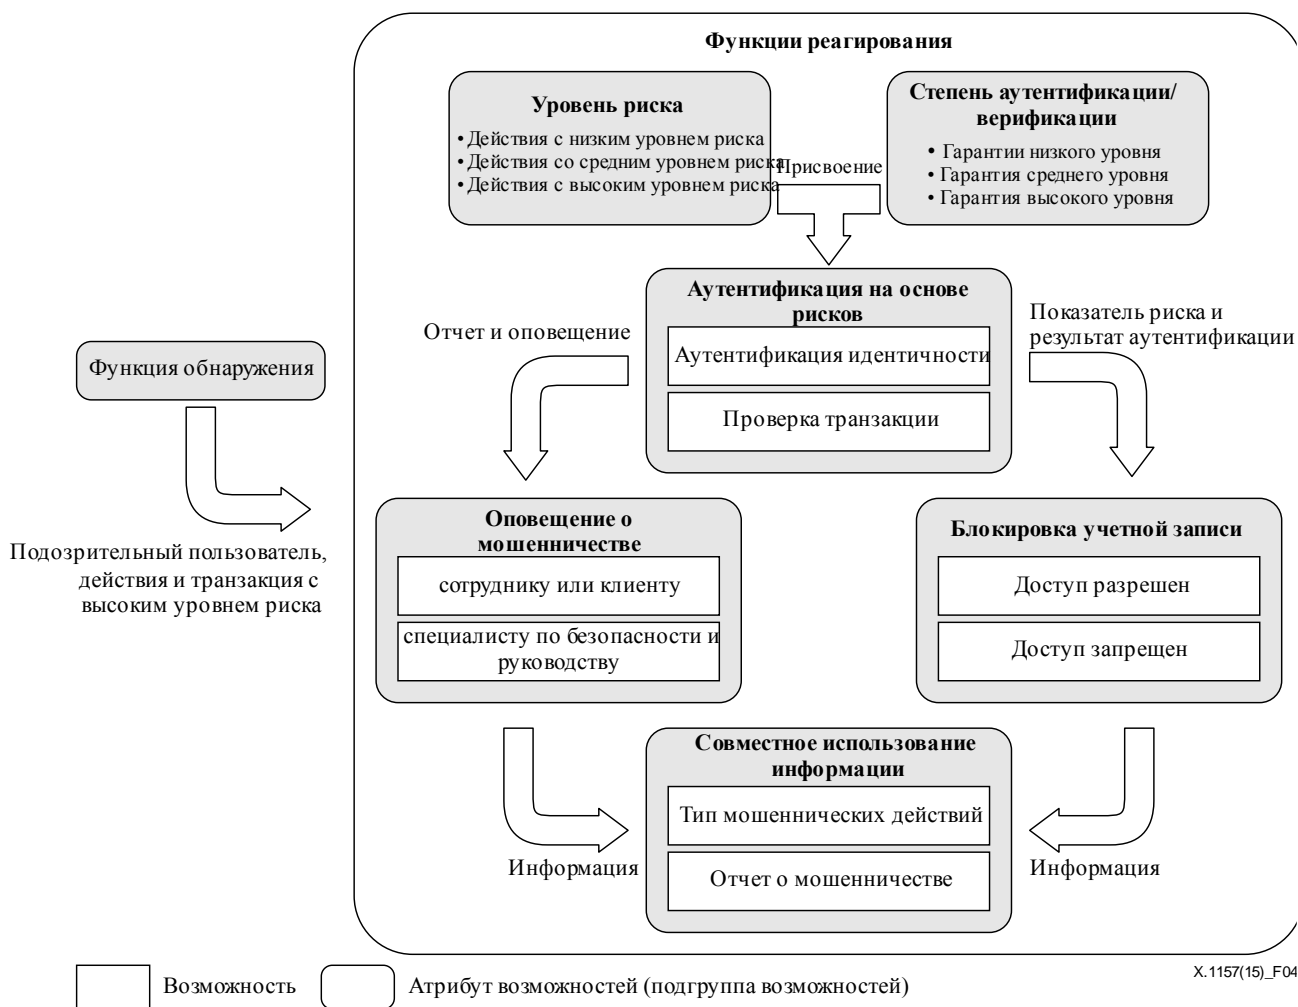 Функции реагирования
Уровень риска
• Действия с низким уровнем риска
• Действия со средним уровнем риска
• Действия с высоким уровнем риска
Присвоение
Степень аутентификации/
верификации
• Гарантии низкого уровня
• Гарантия среднего уровня
• Гарантия высокого уровня
Аутентификация на основе
рисков
Аутентификация идентичности
Проверка транзакции
Отчет и оповещение
Показатель риска и
результат аутентификации
Функция обнаружения
Подозрительный пользователь,
действия и транзакция с
высоким уровнем риска
Оповещение о
мошенничестве
сотруднику или клиенту
специалисту по безопасности и
руководству
Блокировка учетной записи
Доступ разрешен
Доступ запрещен
Совместное использование
информации
Тип мошеннических действий
Отчет о мошенничестве
Информация
Информация
Возможность
Атрибут возможностей (подгруппа возможностей)
X.1157(15)_F04